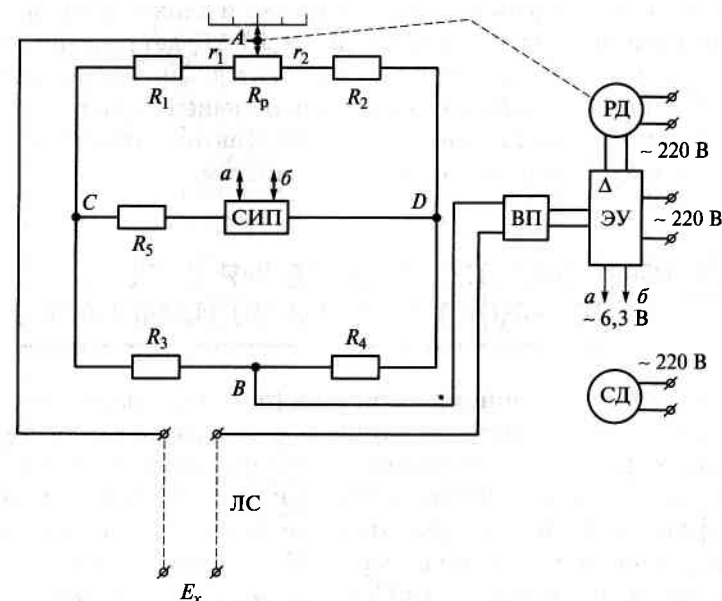 A
r₁ r₂
R₁ Rр R₂
РД
~ 220 В
C
а б
D
СИП
R₅
ВП
Δ
ЭУ
~ 220 В
а б
~ 6,3 В
R₃ R₄
B
~ 220 В
СД
ЛС
Eₓ